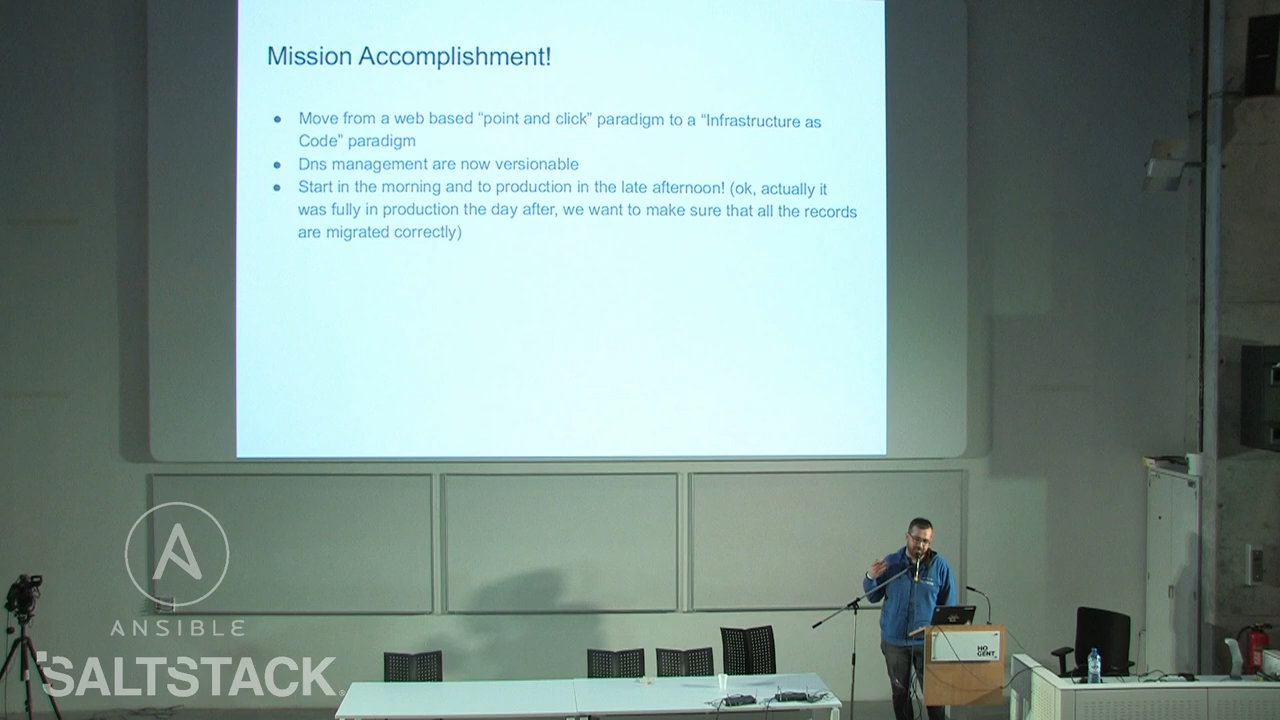 Mission Accomplishment!
Move from a web based "point and click" paradigm to a "Infrastructure as
Code" paradigm
Dns management are now versionable
Start in the morning and to production in the late afternoon! (ok, actually it
was fully in production the day after, we want to make sure that all the records
are migrated correctly)
ANSIBLE
SALTSTACK
HO
GENT